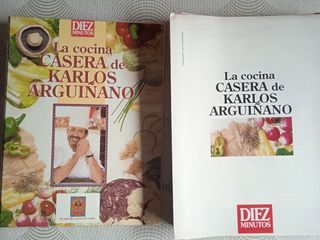 DIEZ
MINUTOS
La cocina
CASERA de
KARLOS
ARGUIÑANO
La cocina
CASERA de
KARLOS
ARGUIÑANO
DIEZ
MINUTOS